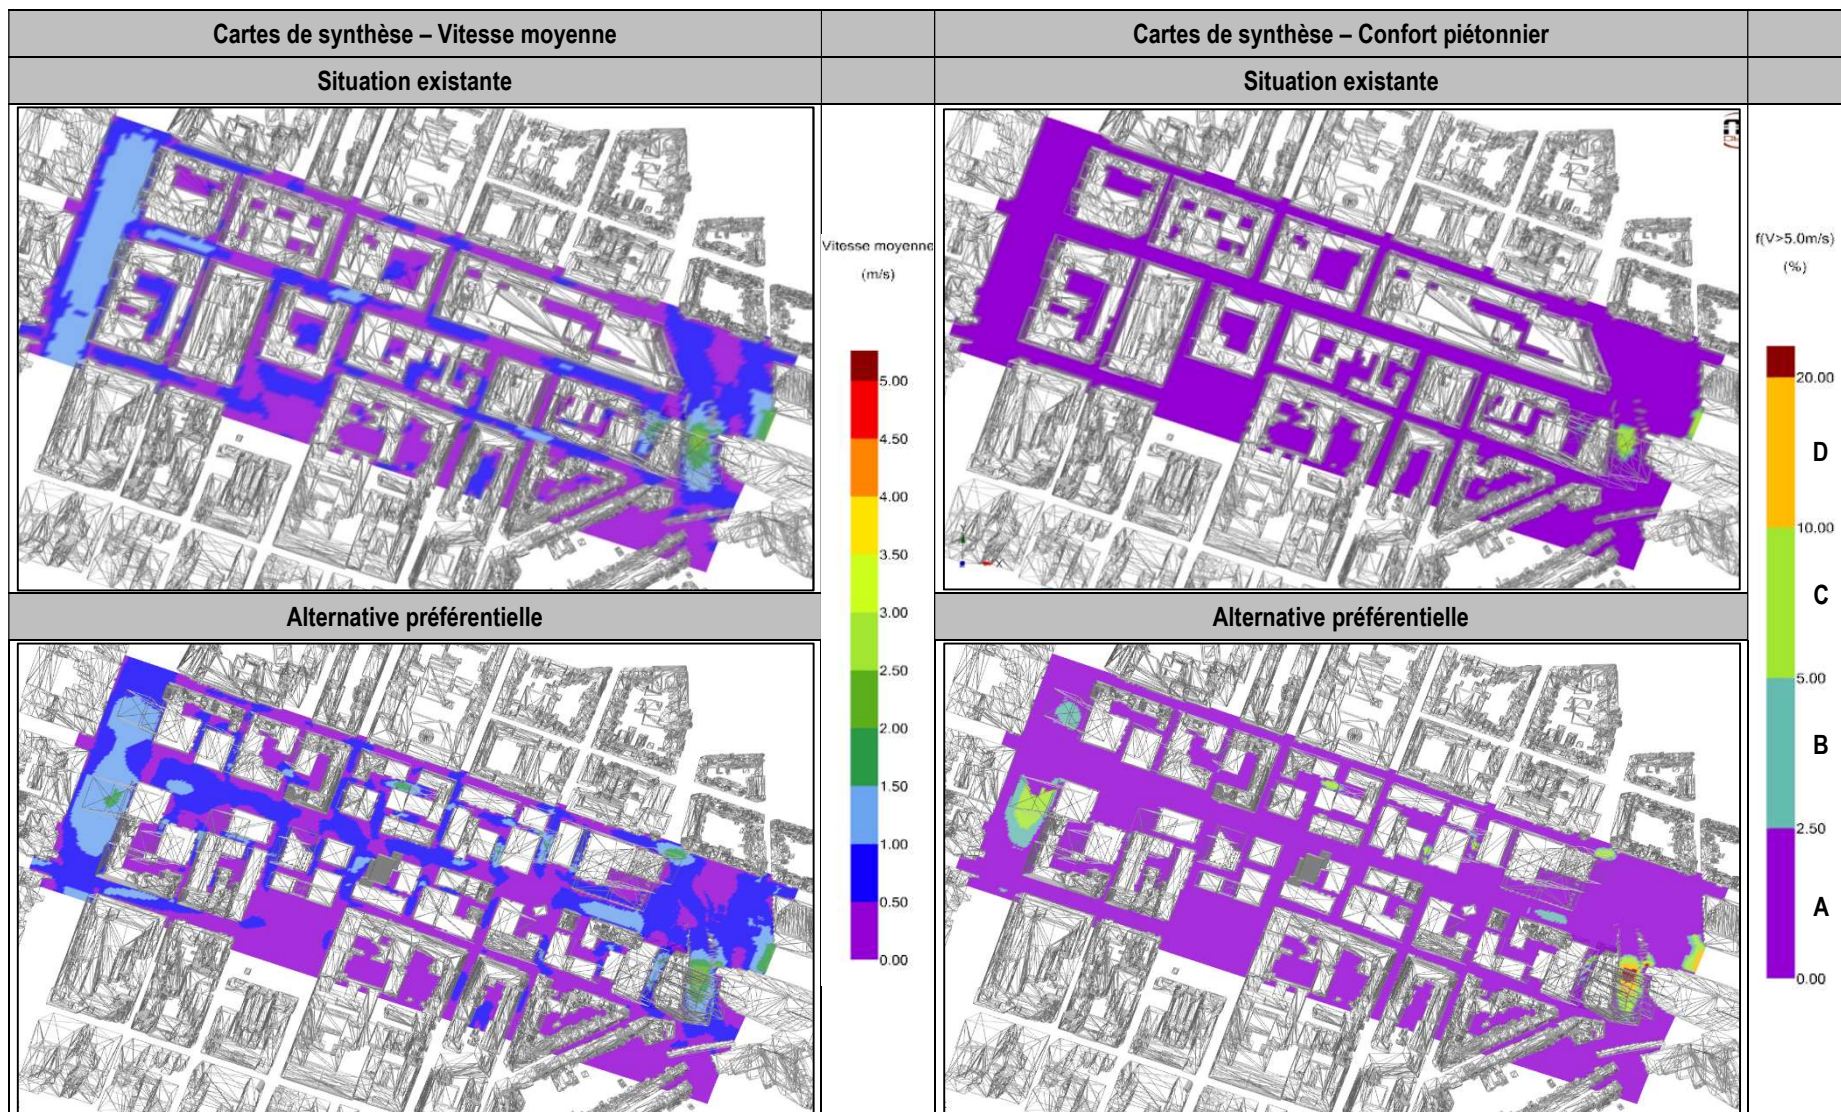 Cartes de synthèse – Vitesse moyenne
Cartes de synthèse – Confort piétonnier
Situation existante
Situation existante
Vitesse moyenne
(m/s)
5.00
4.50
4.00
3.50
3.00
2.50
2.00
1.50
1.00
0.50
0.00
f(V>5.0m/s)
(%)
20.00
D
10.00
C
5.00
B
2.50
A
0.00
Alternative préférentielle
Alternative préférentielle